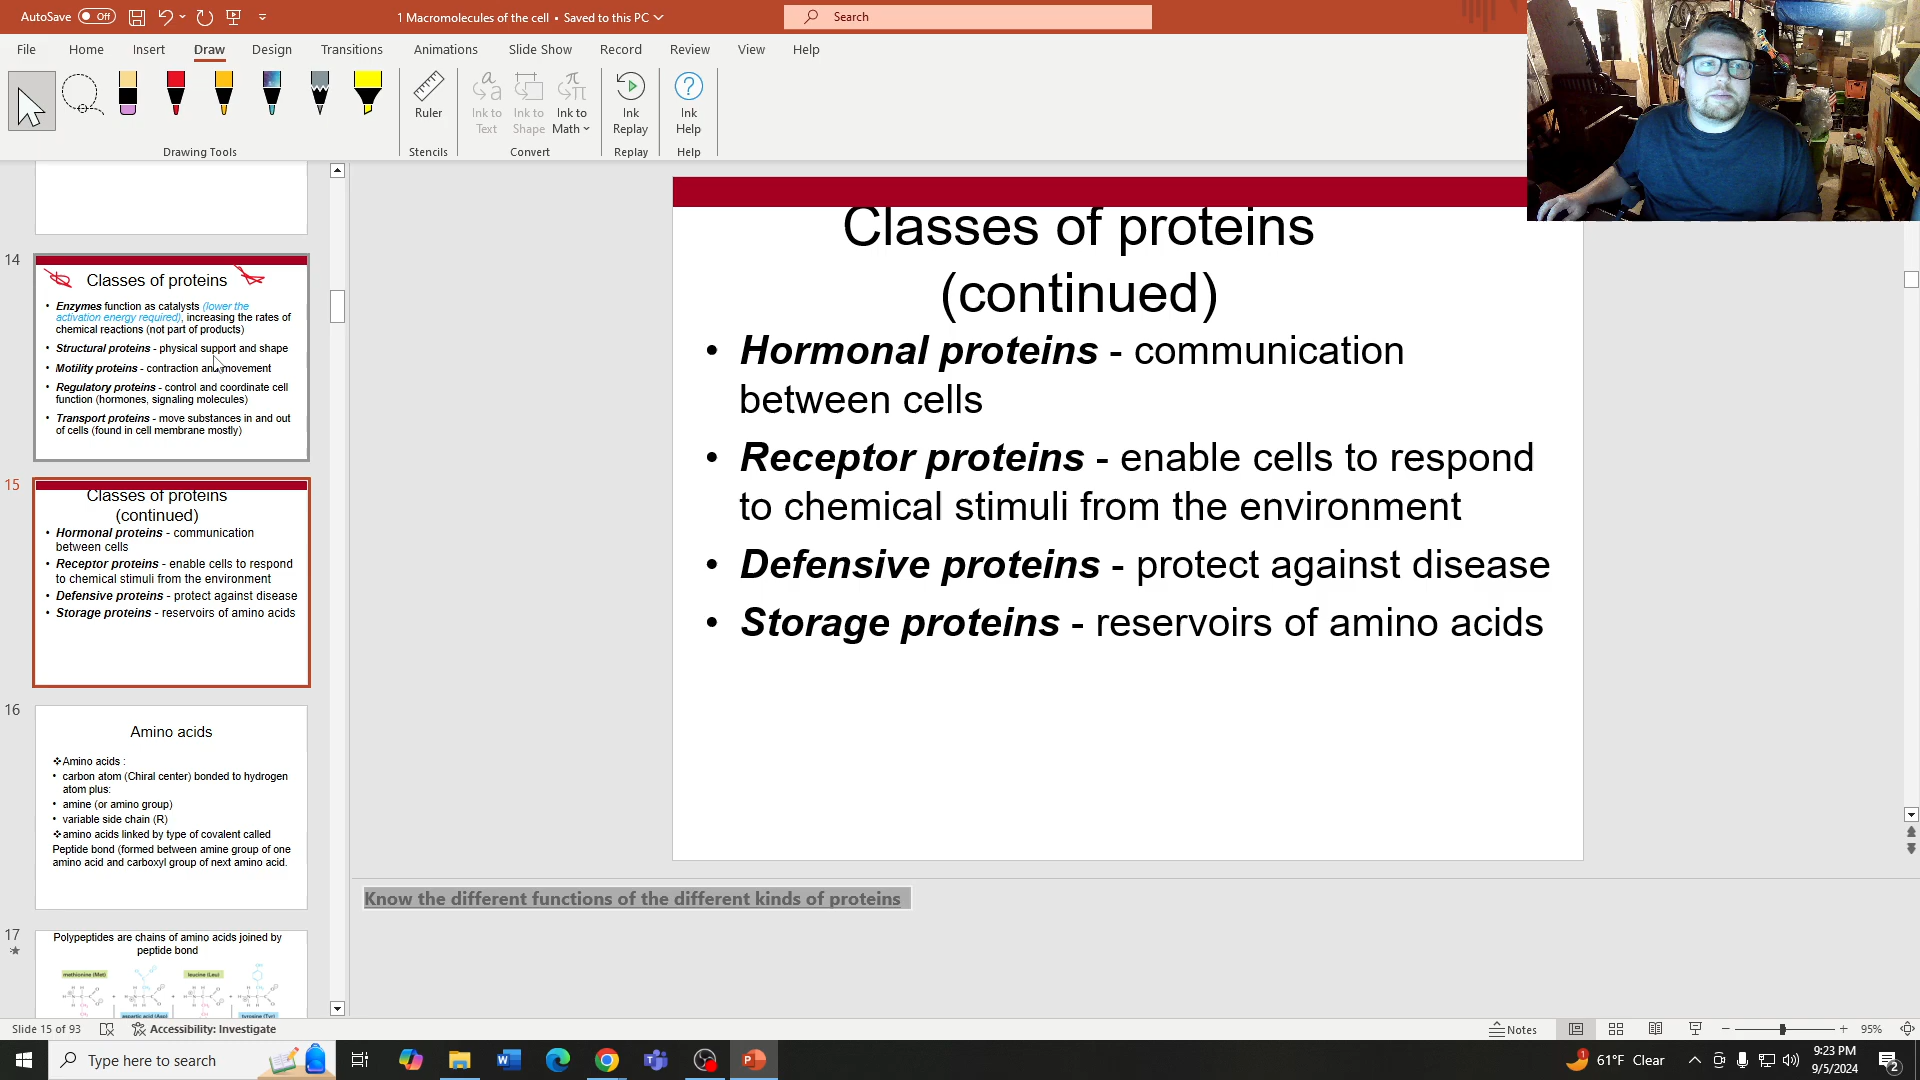 AutoSave Off
1 Macromolecules of the cell • Saved to this PC
Search
File Home Insert Draw Design Transitions Animations Slide Show Record Review View Help
Ruler
Ink to Text
Ink to Shape
Ink to Math
Ink Replay
Ink Help
Drawing Tools Stencils Convert Replay Help
14
Classes of proteins
• Enzymes function as catalysts (lower the
activation energy required), increasing the rates of
chemical reactions (not part of products)
• Structural proteins - physical support and shape
• Motility proteins - contraction and movement
• Regulatory proteins - control and coordinate cell
function (hormones, signaling molecules)
• Transport proteins - move substances in and out
of cells (found in cell membrane mostly)
15
Classes of proteins
(continued)
• Hormonal proteins - communication
between cells
• Receptor proteins - enable cells to respond
to chemical stimuli from the environment
• Defensive proteins - protect against disease
• Storage proteins - reservoirs of amino acids
16
Amino acids
❖Amino acids :
• carbon atom (Chiral center) bonded to hydrogen
atom plus:
• amine (or amino group)
• variable side chain (R)
❖amino acids linked by type of covalent called
Peptide bond (formed between amine group of one
amino acid and carboxyl group of next amino acid.
17
Polypeptides are chains of amino acids joined by
peptide bond
methionine (Met) leucine (Leu)
aspartic acid (Asp) tyrosine (Tyr)
Classes of proteins
(continued)
• Hormonal proteins - communication
between cells
• Receptor proteins - enable cells to respond
to chemical stimuli from the environment
• Defensive proteins - protect against disease
• Storage proteins - reservoirs of amino acids
Know the different functions of the different kinds of proteins
Slide 15 of 93 Accessibility: Investigate Notes 95%
Type here to search
61°F Clear
9:23 PM
9/5/2024
2